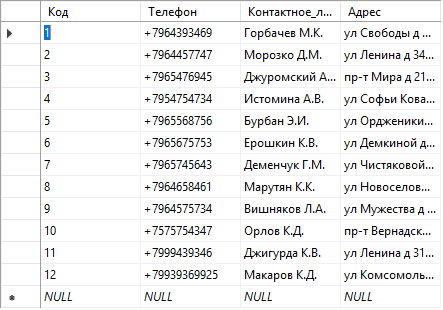 Код Телефон Контактное_л... Адрес
1 +7964393469 Горбачев М.К. ул Свободы д ...
2 +7964457747 Морозко Д.М. ул Ленина д 34...
3 +7965476945 Джуромский А... пр-т Мира д 21...
4 +7954754734 Истомина А.В. ул Софьи Кова...
5 +7965568756 Бурбан Э.И. ул Ордженики...
6 +7965675753 Ерошкин К.В. ул Демкиной д...
7 +7965745643 Деменчук Г.М. ул Чистяковой...
8 +7964658461 Марутян К.К. ул Новоселов...
9 +7964575734 Вишняков Л.А. ул Мужества д ...
10 +7575754347 Орлов К.Д. пр-т Вернадск...
11 +7999439346 Джигурда К.В. ул Ленина д 31...
12 +79939369925 Макаров К.Д. ул Комсомоль...
NULL NULL NULL NULL